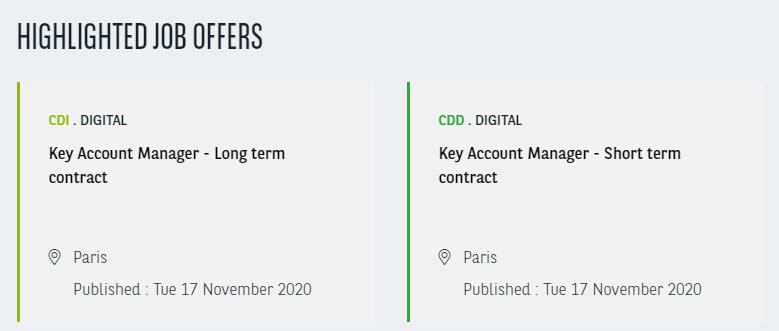 HIGHLIGHTED JOB OFFERS
CDI . DIGITAL
Key Account Manager - Long term
contract
Paris
Published : Tue 17 November 2020
CDD . DIGITAL
Key Account Manager - Short term
contract
Paris
Published : Tue 17 November 2020